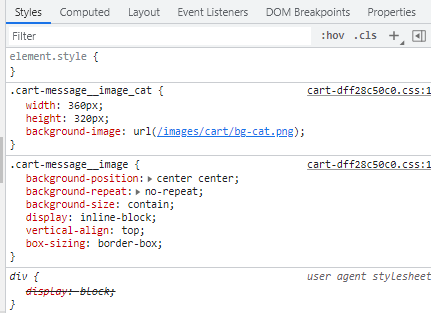 Styles Computed Layout Event Listeners DOM Breakpoints Properties
Filter :hov .cls +
element.style {
}
.cart-message__image_cat { cart-dff28c50c0.css:1
width: 360px;
height: 320px;
background-image: url(/images/cart/bg-cat.png);
}
.cart-message__image { cart-dff28c50c0.css:1
background-position: center center;
background-repeat: no-repeat;
background-size: contain;
display: inline-block;
vertical-align: top;
box-sizing: border-box;
}
div { user agent stylesheet
display: block;
}